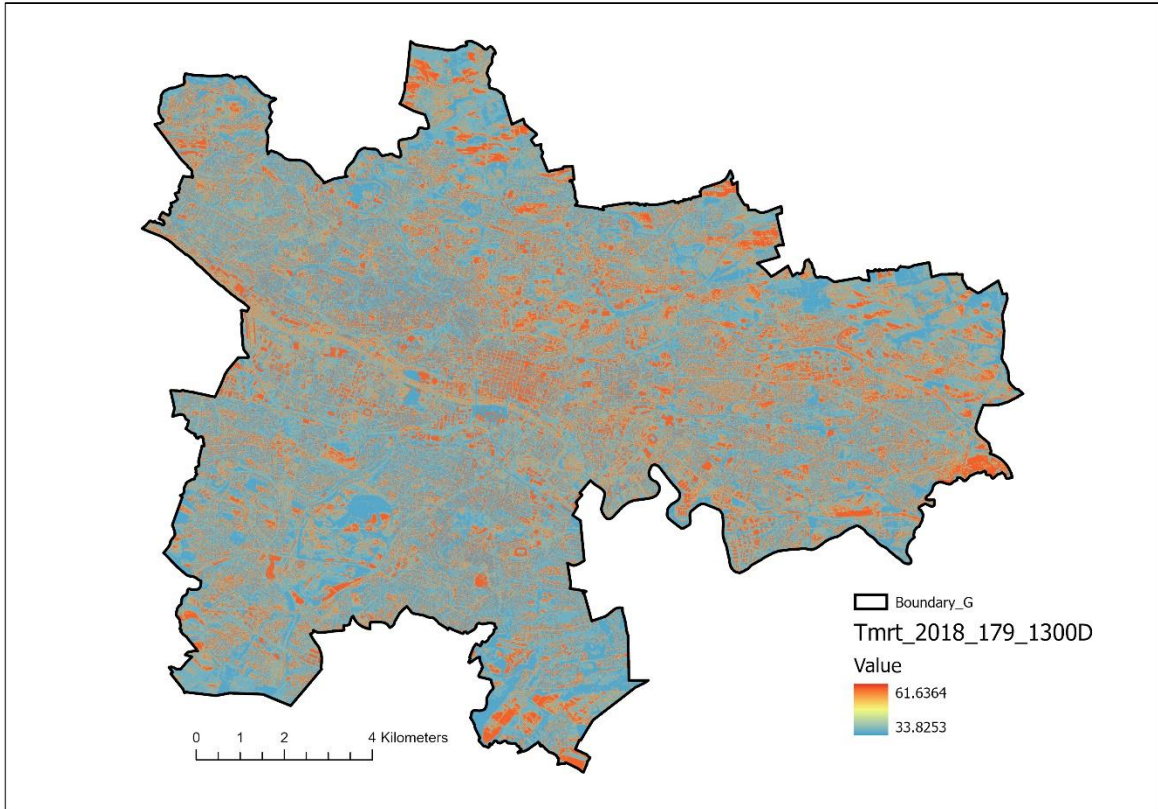 Boundary_G
Tmrt_2018_179_1300D
Value
61.6364
33.8253
0 1 2 4 Kilometers